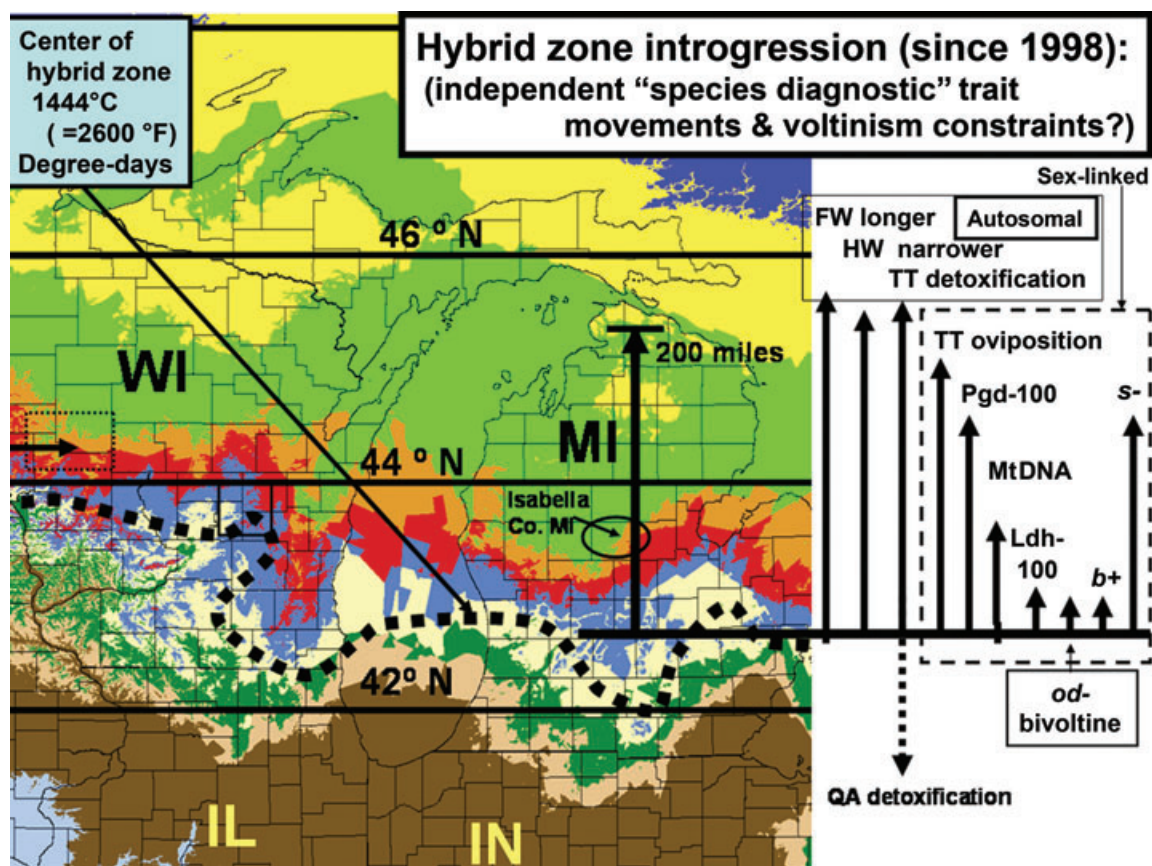 Center of
hybrid zone
1444°C
( =2600 °F)
Degree-days
Hybrid zone introgression (since 1998):
(independent “species diagnostic” trait
movements & voltinism constraints?)
Sex-linked
FW longer
Autosomal
HW narrower
TT detoxification
46 º N
200 miles
TT oviposition
WI
MI
Pgd-100
s-
44 º N
MtDNA
Isabella
Co. MI
Ldh-
100
b+
42º N
od-
bivoltine
QA detoxification
IL
IN